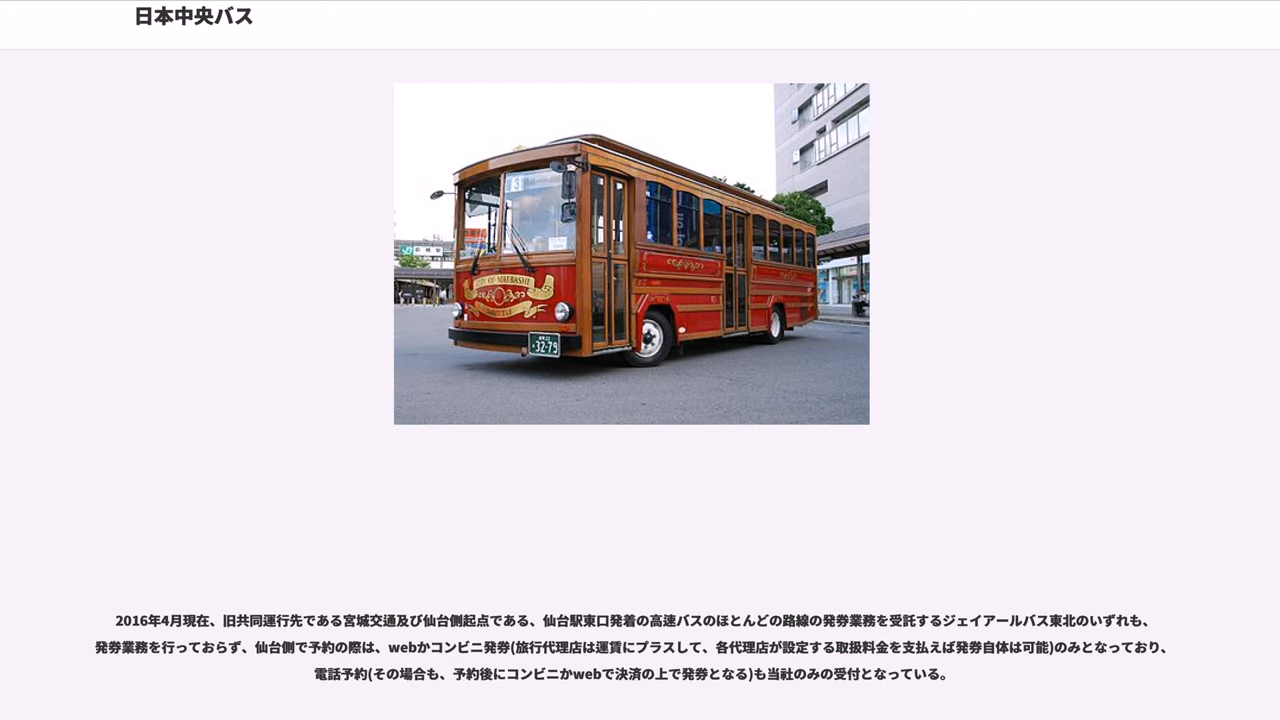 日本中央バス
3
CITY OF MAEBASHI
SHUTTLE
32-79
2016年4月現在、旧共同運行先である宮城交通及び仙台側起点である、仙台駅東口発着の高速バスのほとんどの路線の発券業務を受託するジェイアールバス東北のいずれも、
発券業務を行っておらず、仙台側で予約の際は、webかコンビニ発券(旅行代理店は運賃にプラスして、各代理店が設定する取扱料金を支払えば発券自体は可能)のみとなっており、
電話予約(その場合も、予約後にコンビニかwebで決済の上で発券となる)も当社のみの受付となっている。